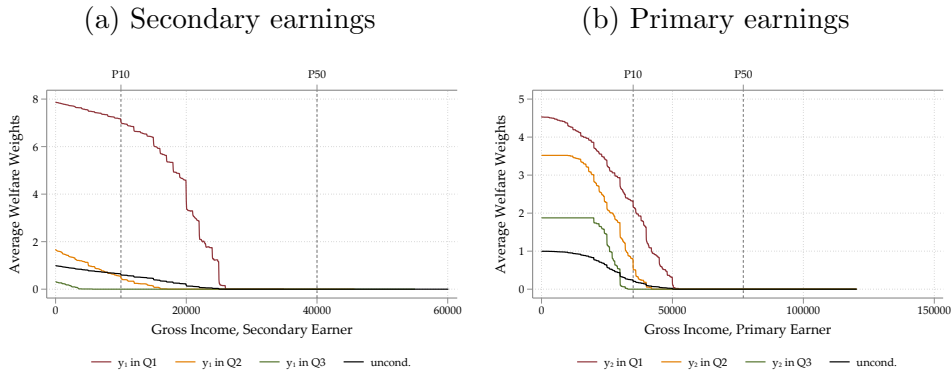 (a) Secondary earnings
P10 P50
8
6
4
2
0
Average Welfare Weights
0 20000 40000 60000
Gross Income, Secondary Earner
y₁ in Q1 y₁ in Q2 y₁ in Q3 uncond.
(b) Primary earnings
P10 P50
5
4
3
2
1
0
Average Welfare Weights
0 50000 100000 150000
Gross Income, Primary Earner
y₂ in Q1 y₂ in Q2 y₂ in Q3 uncond.